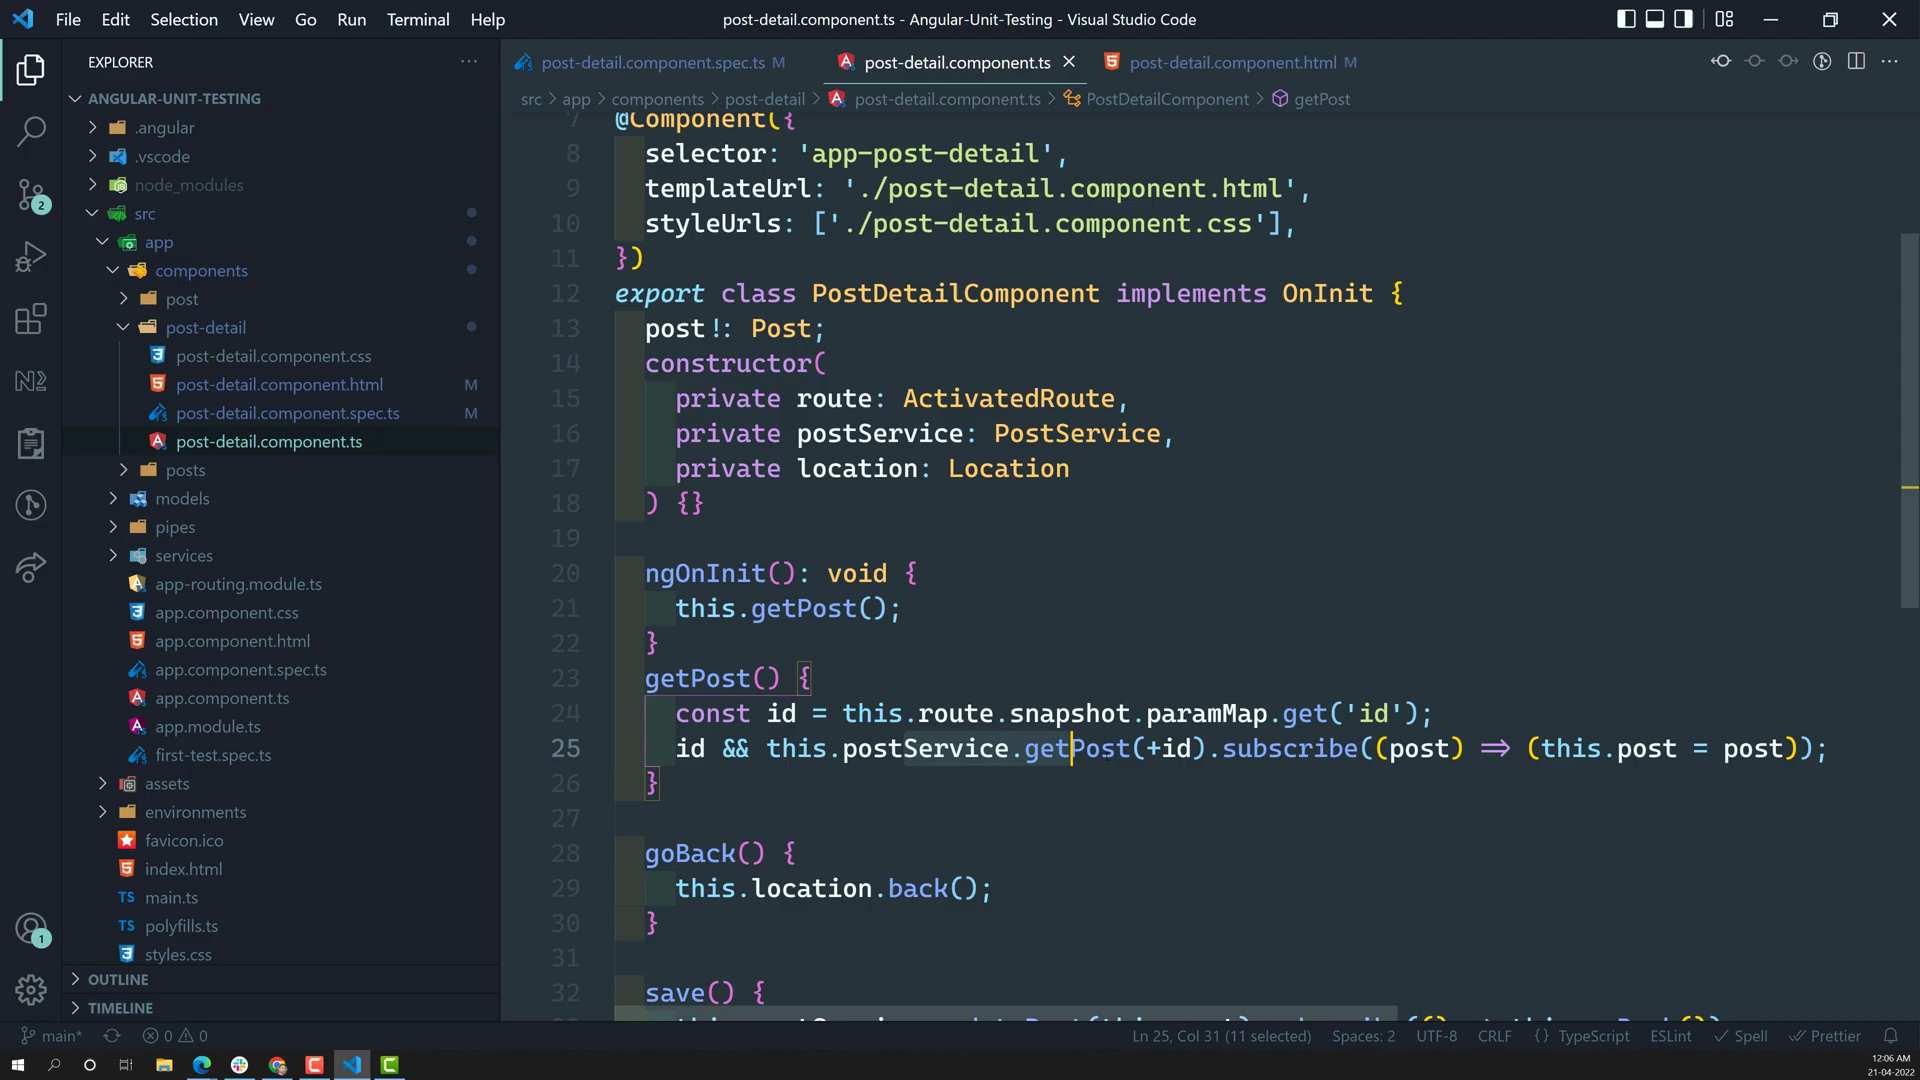 File Edit Selection View Go Run Terminal Help
post-detail.component.ts - Angular-Unit-Testing - Visual Studio Code
EXPLORER
ANGULAR-UNIT-TESTING
.angular
.vscode
node_modules
src
app
components
post
post-detail
post-detail.component.css
post-detail.component.html M
post-detail.component.spec.ts M
post-detail.component.ts
posts
models
pipes
services
app-routing.module.ts
app.component.css
app.component.html
app.component.spec.ts
app.component.ts
app.module.ts
first-test.spec.ts
assets
environments
favicon.ico
index.html
TS main.ts
TS polyfills.ts
styles.css
OUTLINE
TIMELINE
2
1
post-detail.component.spec.ts M
post-detail.component.ts
post-detail.component.html M
src > app > components > post-detail > post-detail.component.ts > PostDetailComponent > getPost
7 @Component({
8 selector: 'app-post-detail',
9 templateUrl: './post-detail.component.html',
10 styleUrls: ['./post-detail.component.css'],
11 })
12 export class PostDetailComponent implements OnInit {
13 post!: Post;
14 constructor(
15 private route: ActivatedRoute,
16 private postService: PostService,
17 private location: Location
18 ) {}
19
20 ngOnInit(): void {
21 this.getPost();
22 }
23 getPost() {
24 const id = this.route.snapshot.paramMap.get('id');
25 id && this.postService.getPost(+id).subscribe((post) => (this.post = post));
26 }
27
28 goBack() {
29 this.location.back();
30 }
31
32 save() {
main* 0 0
Ln 25, Col 31 (11 selected) Spaces: 2 UTF-8 CRLF {} TypeScript ESLint Spell Prettier
12:06 AM
21-04-2022